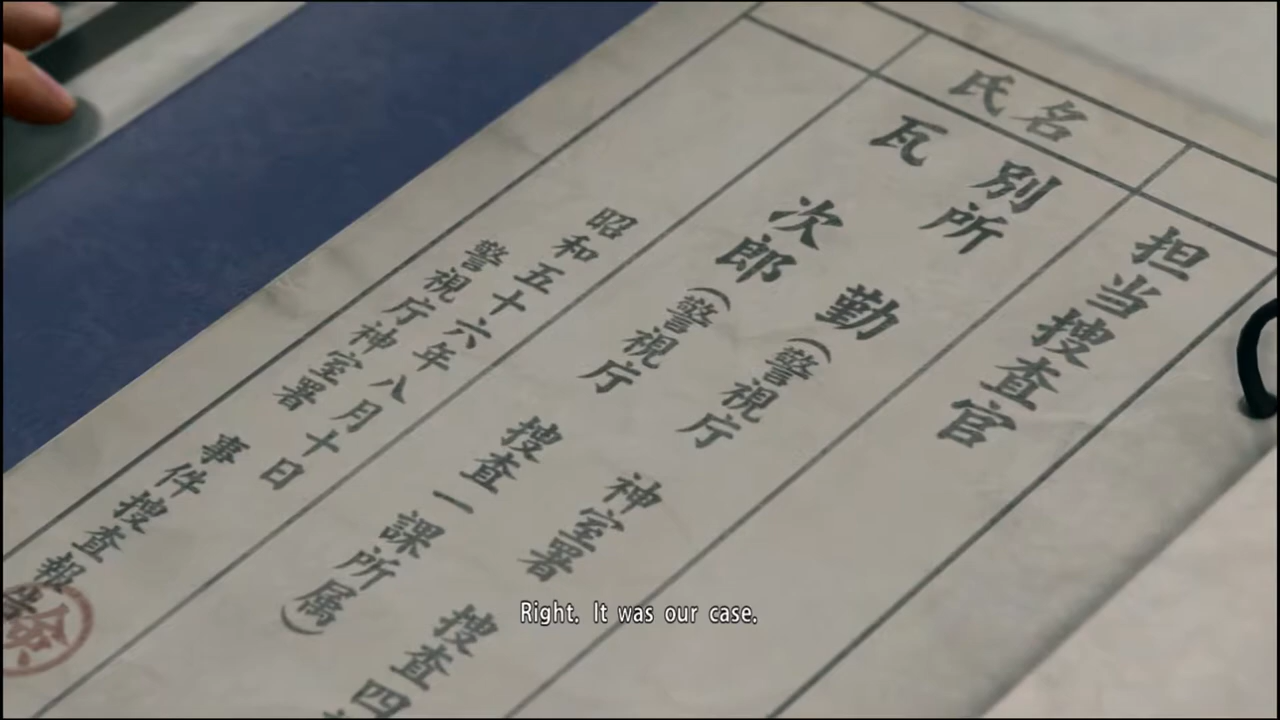 氏名
担当捜査官
別所 勤(警視庁 神室署 捜査四
瓦 次郎(警視庁 捜査一課所属)
昭和五十六年八月十日
警視庁神室署 事件捜査報告
検
Right. It was our case.